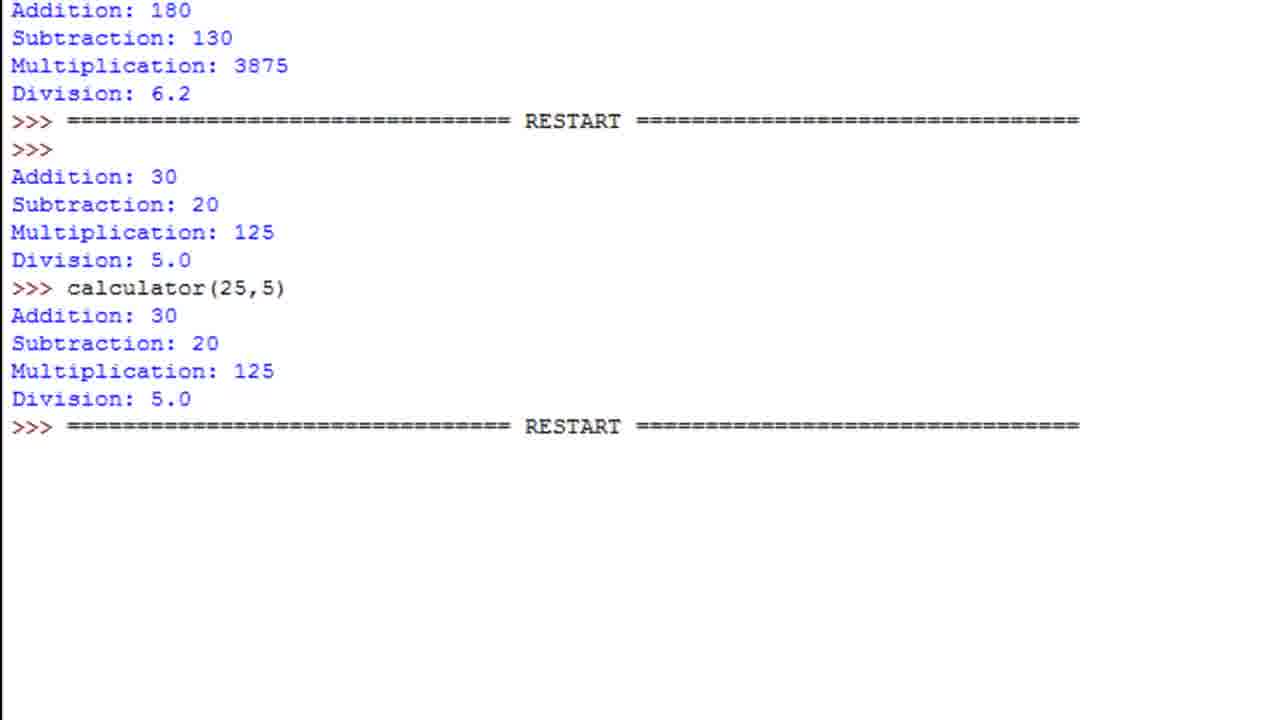 Addition: 180
Subtraction: 130
Multiplication: 3875
Division: 6.2
>>> ================================ RESTART ================================
>>>
Addition: 30
Subtraction: 20
Multiplication: 125
Division: 5.0
>>> calculator(25,5)
Addition: 30
Subtraction: 20
Multiplication: 125
Division: 5.0
>>> ================================ RESTART ================================